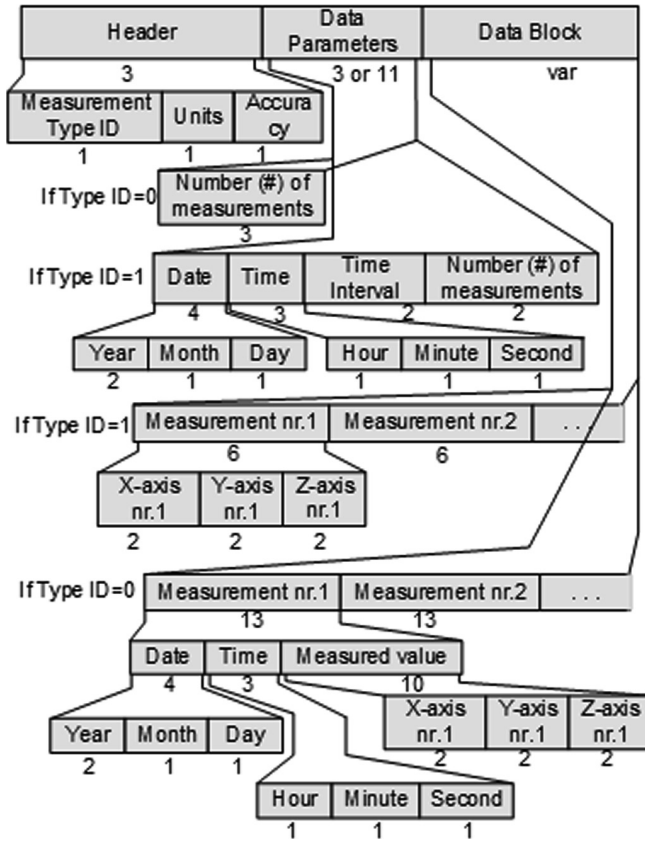 Header
Data
Parameters
Data Block
3
3 or 11
var
Measurement
Type ID
Units
Accura
cy
1
1
1
If Type ID=0
Number (#) of
measurements
3
If Type ID=1
Date
Time
Time
Interval
Number (#) of
measurements
4
3
2
2
Year
Month
Day
Hour
Minute
Second
2
1
1
1
1
1
If Type ID=1
Measurement nr.1
Measurement nr.2
. . .
6
6
X-axis
nr.1
Y-axis
nr.1
Z-axis
nr.1
2
2
2
If Type ID=0
Measurement nr.1
Measurement nr.2
. . .
13
13
Date
Time
Measured value
4
3
10
X-axis
nr.1
Y-axis
nr.1
Z-axis
nr.1
2
2
2
Year
Month
Day
2
1
1
Hour
Minute
Second
1
1
1